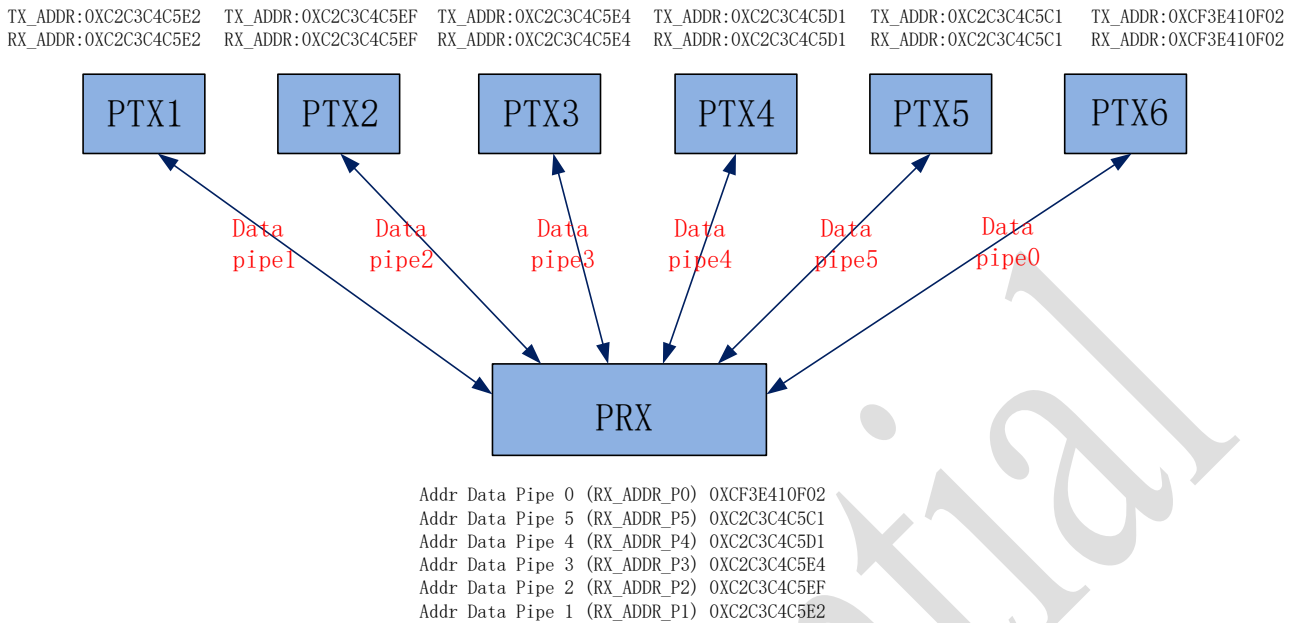 TX_ADDR:0XC2C3C4C5E2 TX_ADDR:0XC2C3C4C5EF TX_ADDR:0XC2C3C4C5E4 TX_ADDR:0XC2C3C4C5D1 TX_ADDR:0XC2C3C4C5C1 TX_ADDR:0XCF3E410F02
RX_ADDR:0XC2C3C4C5E2 RX_ADDR:0XC2C3C4C5EF RX_ADDR:0XC2C3C4C5E4 RX_ADDR:0XC2C3C4C5D1 RX_ADDR:0XC2C3C4C5C1 RX_ADDR:0XCF3E410F02
PTX1 PTX2 PTX3 PTX4 PTX5 PTX6
Data Data Data Data Data Data
pipe1 pipe2 pipe3 pipe4 pipe5 pipe0
PRX
Addr Data Pipe 0 (RX_ADDR_P0) 0XCF3E410F02
Addr Data Pipe 5 (RX_ADDR_P5) 0XC2C3C4C5C1
Addr Data Pipe 4 (RX_ADDR_P4) 0XC2C3C4C5D1
Addr Data Pipe 3 (RX_ADDR_P3) 0XC2C3C4C5E4
Addr Data Pipe 2 (RX_ADDR_P2) 0XC2C3C4C5EF
Addr Data Pipe 1 (RX_ADDR_P1) 0XC2C3C4C5E2
ntial